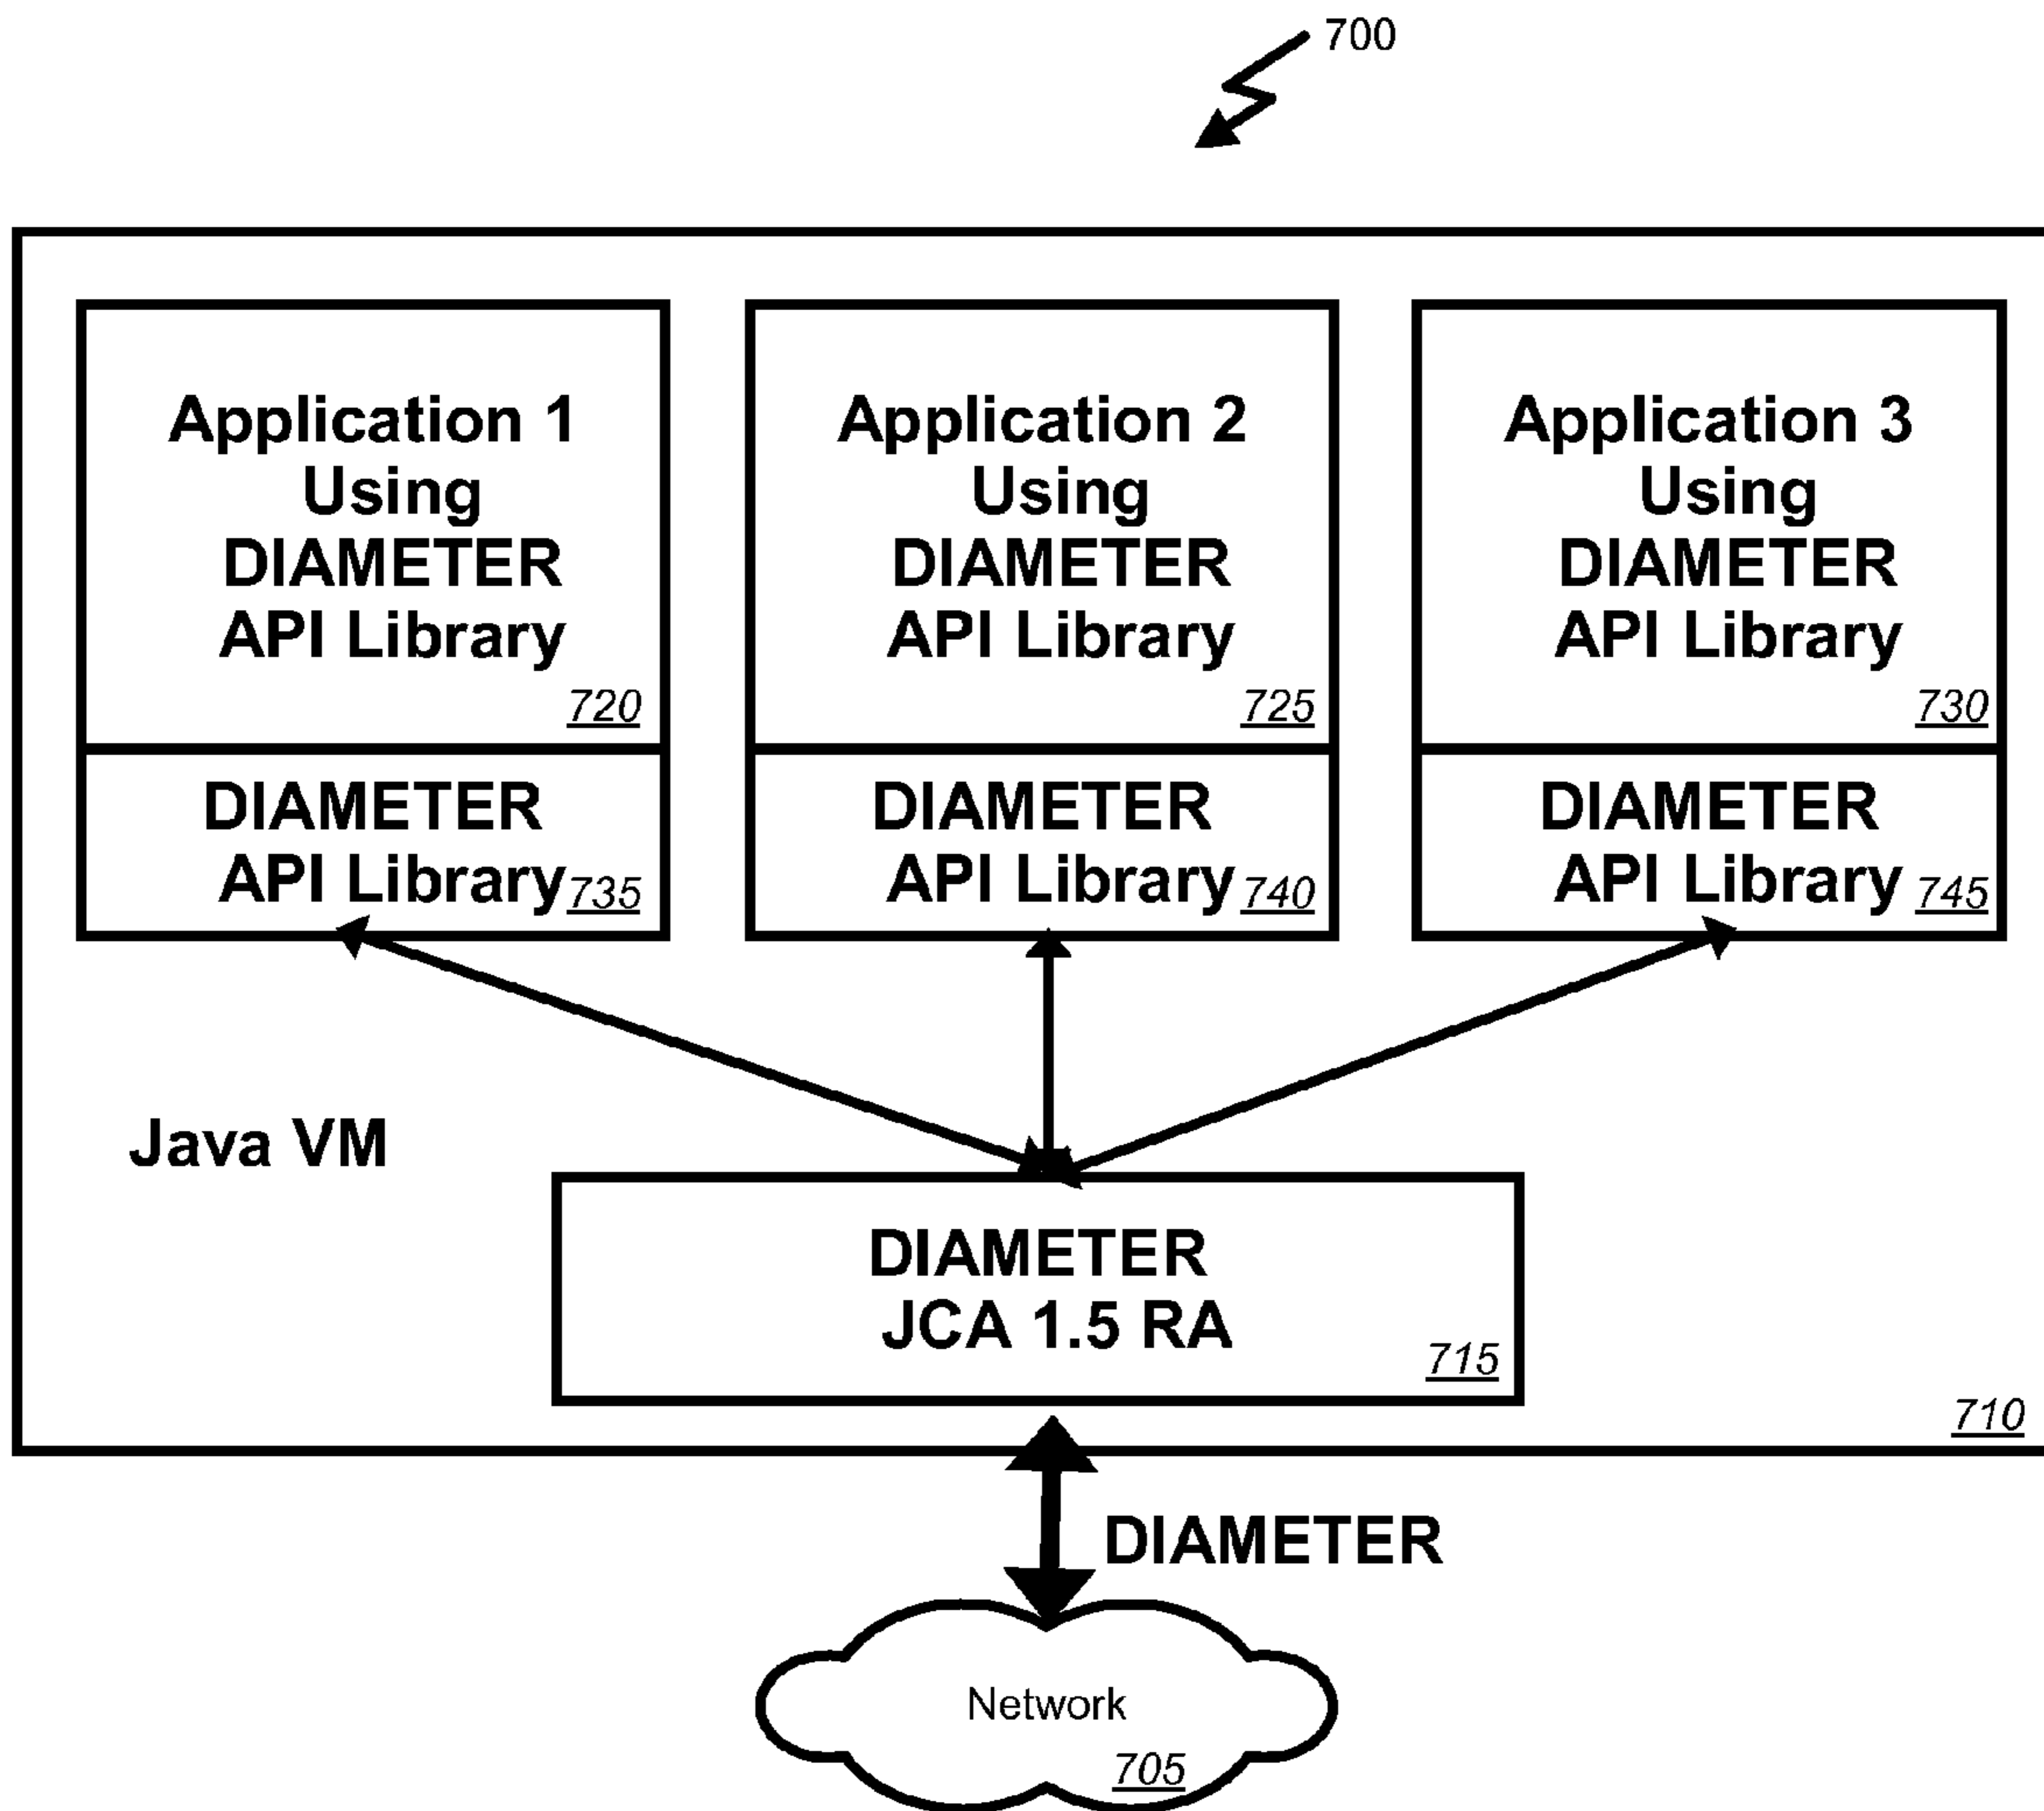 700
Application 1
Using
DIAMETER
API Library
720
DIAMETER
API Library
735
Application 2
Using
DIAMETER
API Library
725
DIAMETER
API Library
740
Application 3
Using
DIAMETER
API Library
730
DIAMETER
API Library
745
Java VM
DIAMETER
JCA 1.5 RA
715
710
DIAMETER
Network
705